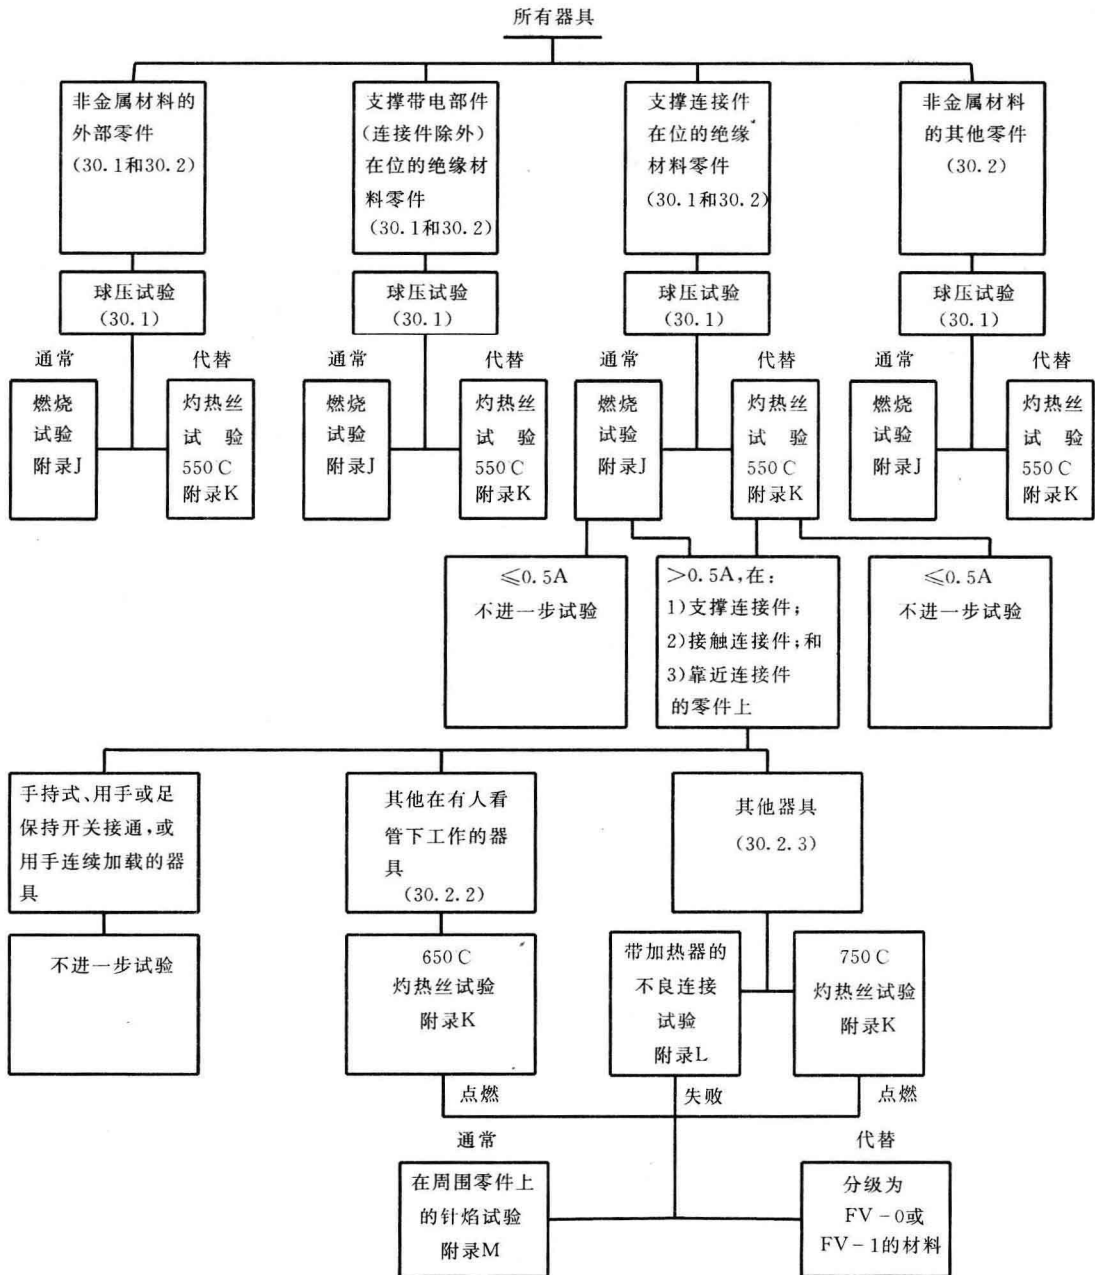 所有器具
非金属材料的
外部零件
(30.1和30.2)
支撑带电部件
(连接件除外)
在位的绝缘材
料零件
(30.1和30.2)
支撑连接件
在位的绝缘
材料零件
(30.1和30.2)
非金属材料
的其他零件
(30.2)
球压试验
(30.1)
球压试验
(30.1)
球压试验
(30.1)
球压试验
(30.1)
通常
代替
通常
代替
通常
代替
通常
代替
燃烧
试验
附录J
灼热丝
试 验
550C
附录K
燃烧
试验
附录J
灼热丝
试 验
550C
附录K
燃烧
试验
附录J
灼热丝
试 验
550C
附录K
燃烧
试验
附录J
灼热丝
试 验
550C
附录K
≤0.5A
不进一步试验
>0.5A,在:
1)支撑连接件;
2)接触连接件;和
3)靠近连接件
的零件上
≤0.5A
不进一步试验
手持式、用手或足
保持开关接通,或
用手连续加载的器
具
其他在有人看
管下工作的器
具
(30.2.2)
其他器具
(30.2.3)
不进一步试验
650C
灼热丝试验
附录K
带加热器的
不良连接
试验
附录L
750C
灼热丝试验
附录K
点燃
失败
点燃
通常
代替
在周围零件上
的针焰试验
附录M
分级为
FV-0或
FV-1的材料